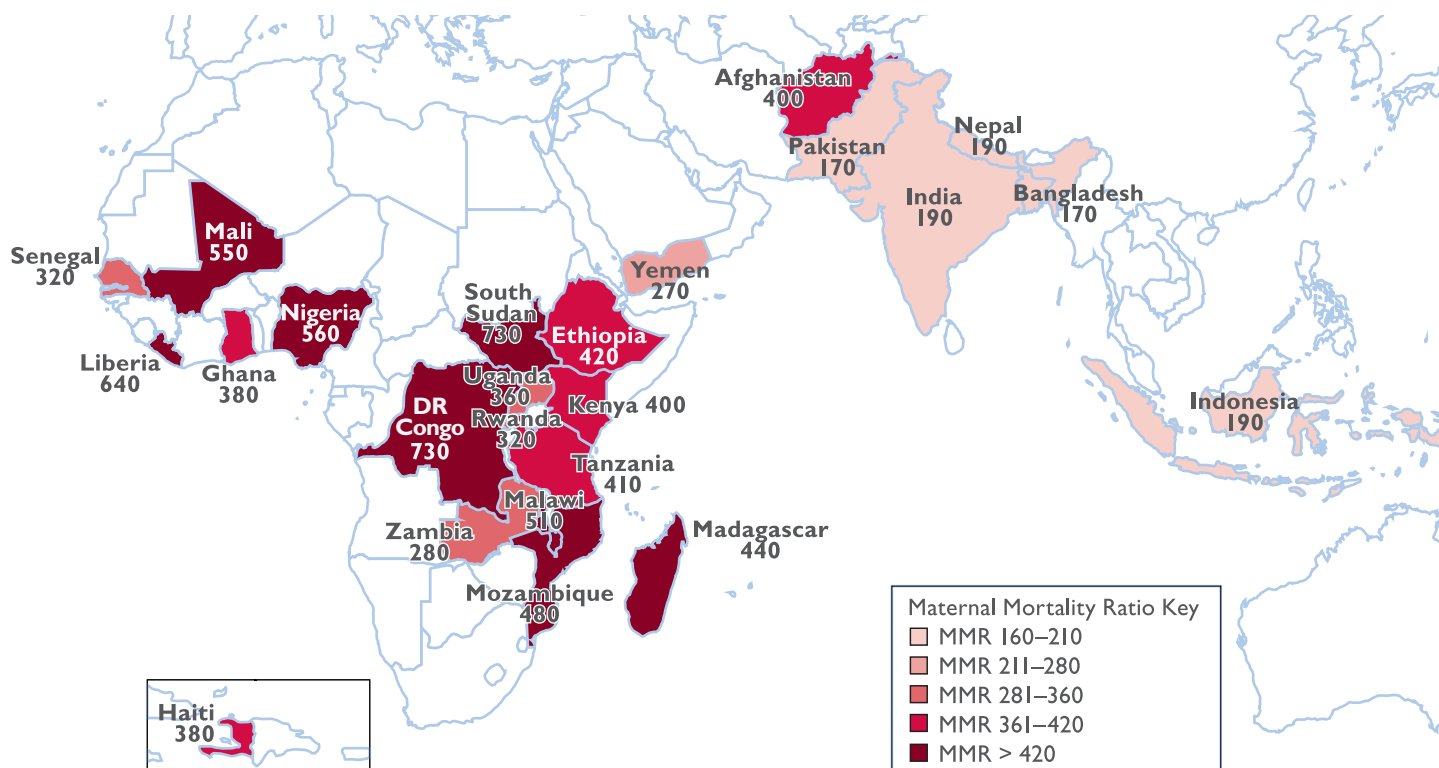 Afghanistan
400
Nepal
190
Pakistan
170
India
190
Bangladesh
170
Mali
550
Senegal
320
Yemen
270
South
Sudan
730
Nigeria
560
Ethiopia
420
Liberia
640
Ghana
380
Uganda
360
Kenya 400
DR
Congo
730
Rwanda
320
Indonesia
190
Tanzania
410
Malawi
510
Zambia
280
Madagascar
440
Mozambique
480
Haiti
380
Maternal Mortality Ratio Key
MMR 160–210
MMR 211–280
MMR 281–360
MMR 361–420
MMR > 420